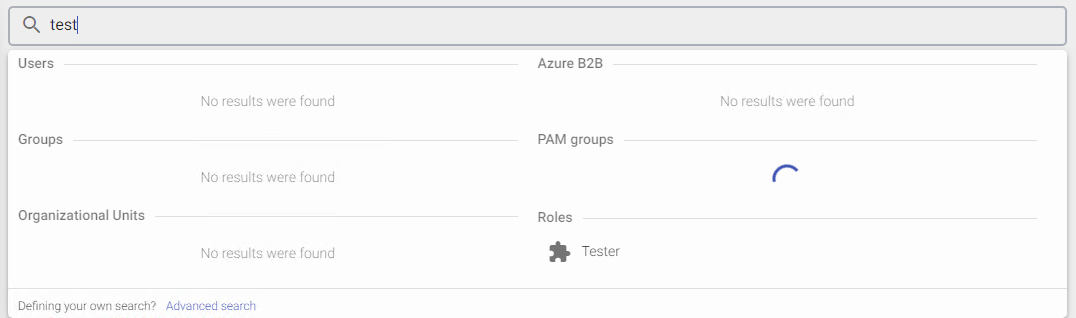 test
Users
No results were found
Groups
No results were found
Organizational Units
No results were found
Azure B2B
No results were found
PAM groups
Roles
Tester
Defining your own search? Advanced search